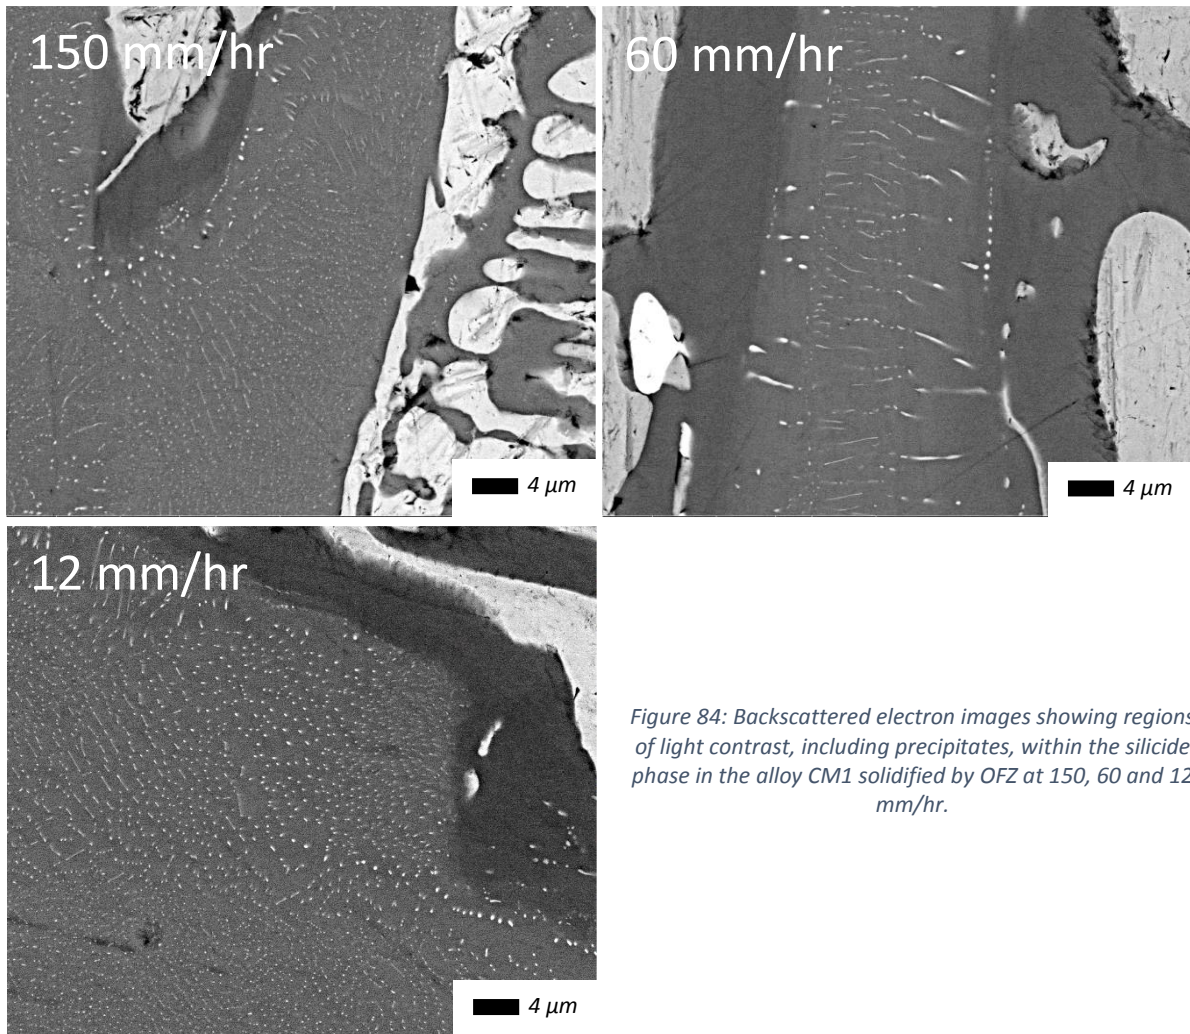 150 mm/hr
60 mm/hr
4 µm
4 µm
12 mm/hr
4 µm
Figure 84: Backscattered electron images showing regions
of light contrast, including precipitates, within the silicide
phase in the alloy CM1 solidified by OFZ at 150, 60 and 12
mm/hr.